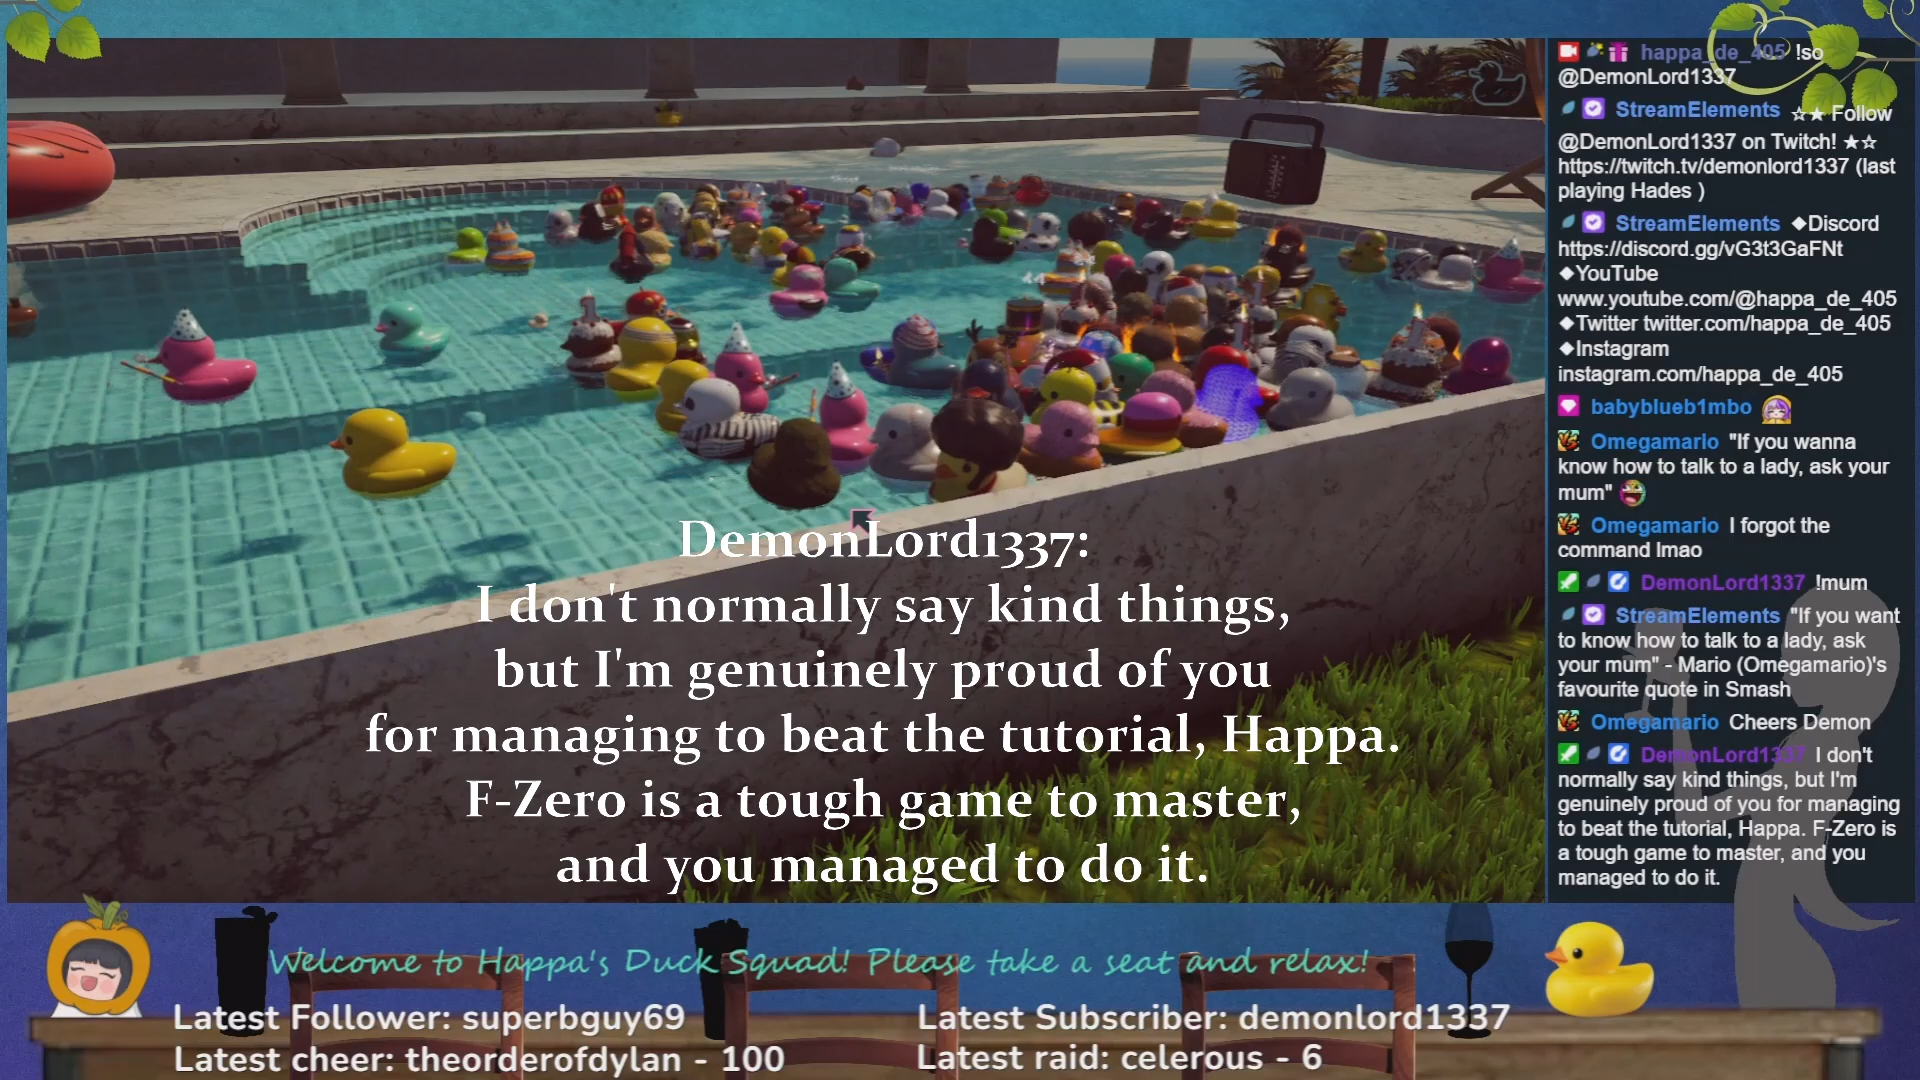 DemonLord1337:
I don't normally say kind things,
but I'm genuinely proud of you
for managing to beat the tutorial, Happa.
F-Zero is a tough game to master,
and you managed to do it.
happa_de_405 !so
@DemonLord1337
StreamElements ☆★ Follow
@DemonLord1337 on Twitch! ★☆
https://twitch.tv/demonlord1337 (last
playing Hades )
StreamElements ◆Discord
https://discord.gg/vG3t3GaFNt
◆YouTube
www.youtube.com/@happa_de_405
◆Twitter twitter.com/happa_de_405
◆Instagram
instagram.com/happa_de_405
babyblueb1mbo
Omegamario "If you wanna
know how to talk to a lady, ask your
mum"
Omegamario I forgot the
command lmao
DemonLord1337 !mum
StreamElements "If you want
to know how to talk to a lady, ask
your mum" - Mario (Omegamario)'s
favourite quote in Smash
Omegamario Cheers Demon
DemonLord1337 I don't
normally say kind things, but I'm
genuinely proud of you for managing
to beat the tutorial, Happa. F-Zero is
a tough game to master, and you
managed to do it.
Welcome to Happa's Duck Squad! Please take a seat and relax!
Latest Follower: superbguy69
Latest Subscriber: demonlord1337
Latest cheer: theorderofdylan - 100
Latest raid: celerous - 6